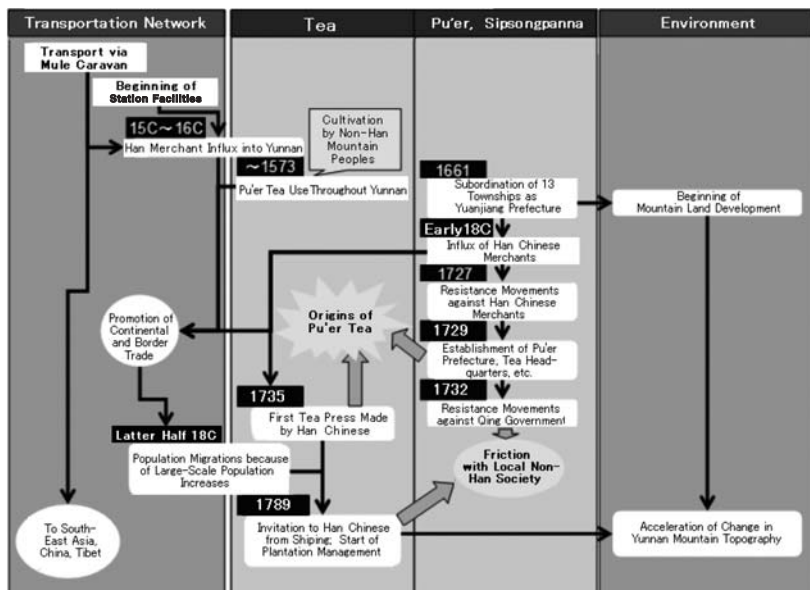 Transportation Network
Tea
Pu'er, Sipsongpanna
Environment
Transport via
Mule Caravan
Beginning of
Station Facilities
15C～16C
Han Merchant Influx into Yunnan
To South-
East Asia,
China, Tibet
Promotion of
Continental
and Border
Trade
Latter Half 18C
Population Migrations because
of Large-Scale Population
Increases
Cultivation
by Non-Han
Mountain
Peoples
～1573
Pu'er Tea Use Throughout Yunnan
Origins of
Pu'er Tea
1735
First Tea Press Made
by Han Chinese
1789
Invitation to Han Chinese
from Shiping; Start of
Plantation Management
1661
Subordination of 13
Townships as
Yuanjiang Prefecture
Early18C
Influx of Han Chinese
Merchants
1727
Resistance Movements
against Han Chinese
Merchants
1729
Establishment of Pu'er
Prefecture, Tea Head-
quarters, etc.
1732
Resistance Movements
against Qing Government
Friction
with Local Non-
Han Society
Beginning of
Mountain Land Development
Acceleration of Change in
Yunnan Mountain Topography